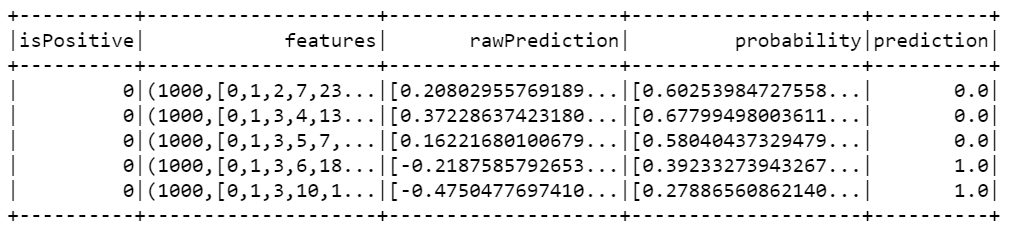 +----------+--------------------+--------------------+--------------------+----------+
|isPositive|            features|       rawPrediction|         probability|prediction|
+----------+--------------------+--------------------+--------------------+----------+
|         0|(1000,[0,1,2,7,23...|[0.20802955769189...|[0.60253984727558...|       0.0|
|         0|(1000,[0,1,3,4,13...|[0.37228637423180...|[0.67799498003611...|       0.0|
|         0|(1000,[0,1,3,5,7,...|[0.16221680100679...|[0.58040437329479...|       0.0|
|         0|(1000,[0,1,3,6,18...|[-0.2187585792653...|[0.39233273943267...|       1.0|
|         0|(1000,[0,1,3,10,1...|[-0.4750477697410...|[0.27886560862140...|       1.0|
+----------+--------------------+--------------------+--------------------+----------+